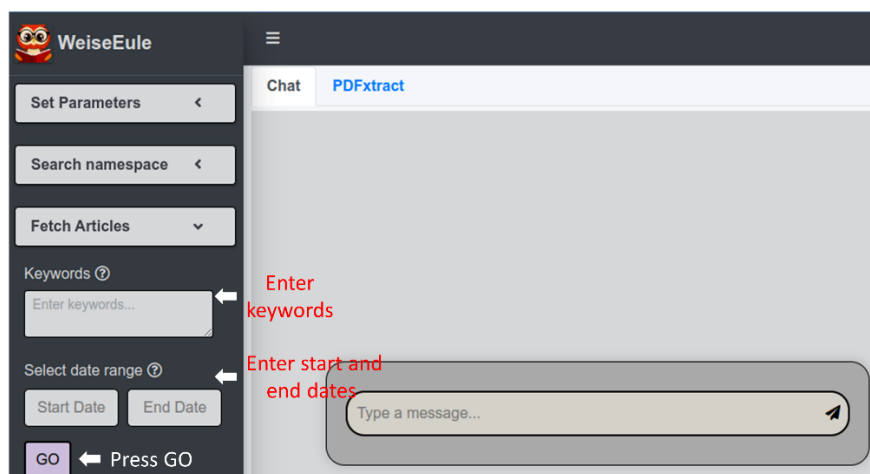 WeiseEule
Chat PDFxtract
Set Parameters
Search namespace
Fetch Articles
Keywords
Enter keywords...
Enter
keywords
Select date range
Enter start and
end dates
Start Date End Date
Type a message...
GO Press GO